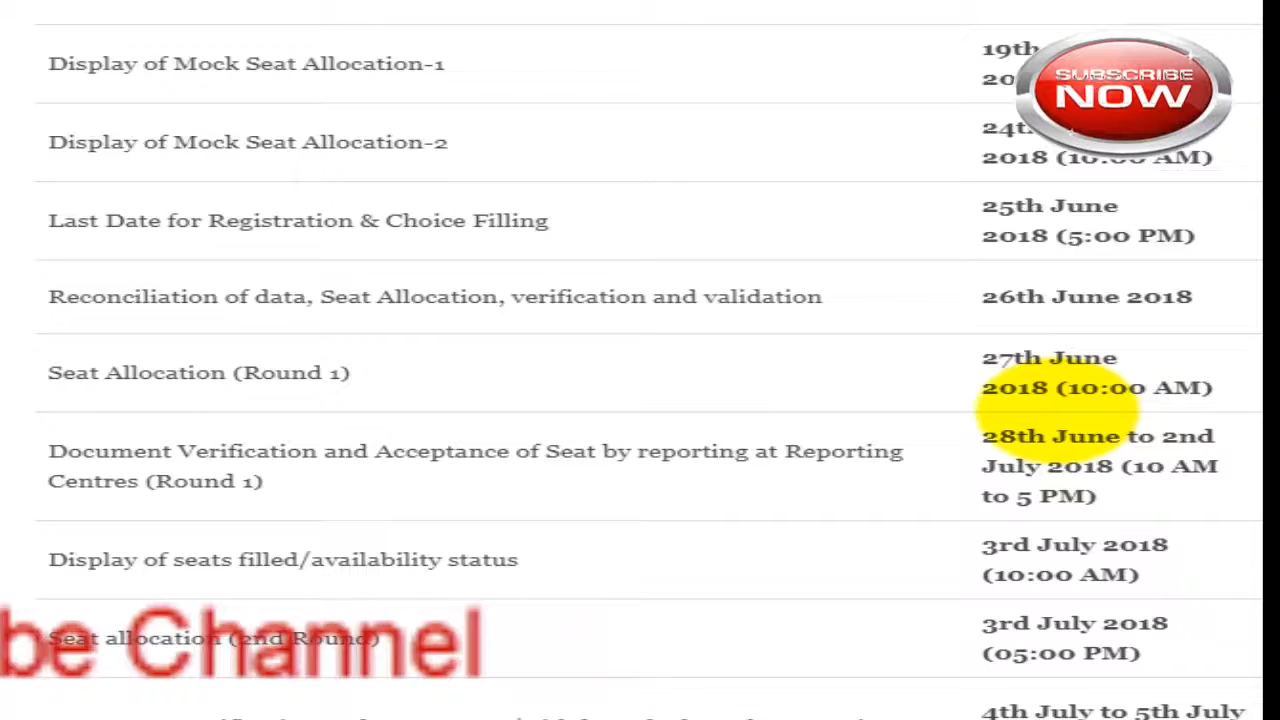 Display of Mock Seat Allocation-1
19th
20
SUBSCRIBE
NOW
Display of Mock Seat Allocation-2
2018 (10:00 AM)
Last Date for Registration & Choice Filling
25th June
2018 (5:00 PM)
Reconciliation of data, Seat Allocation, verification and validation
26th June 2018
Seat Allocation (Round 1)
27th June
2018 (10:00 AM)
Document Verification and Acceptance of Seat by reporting at Reporting
Centres (Round 1)
28th June to 2nd
July 2018 (10 AM
to 5 PM)
Display of seats filled/availability status
3rd July 2018
(10:00 AM)
Seat allocation (2nd Round)
3rd July 2018
(05:00 PM)
be Channel
4th July to 5th July